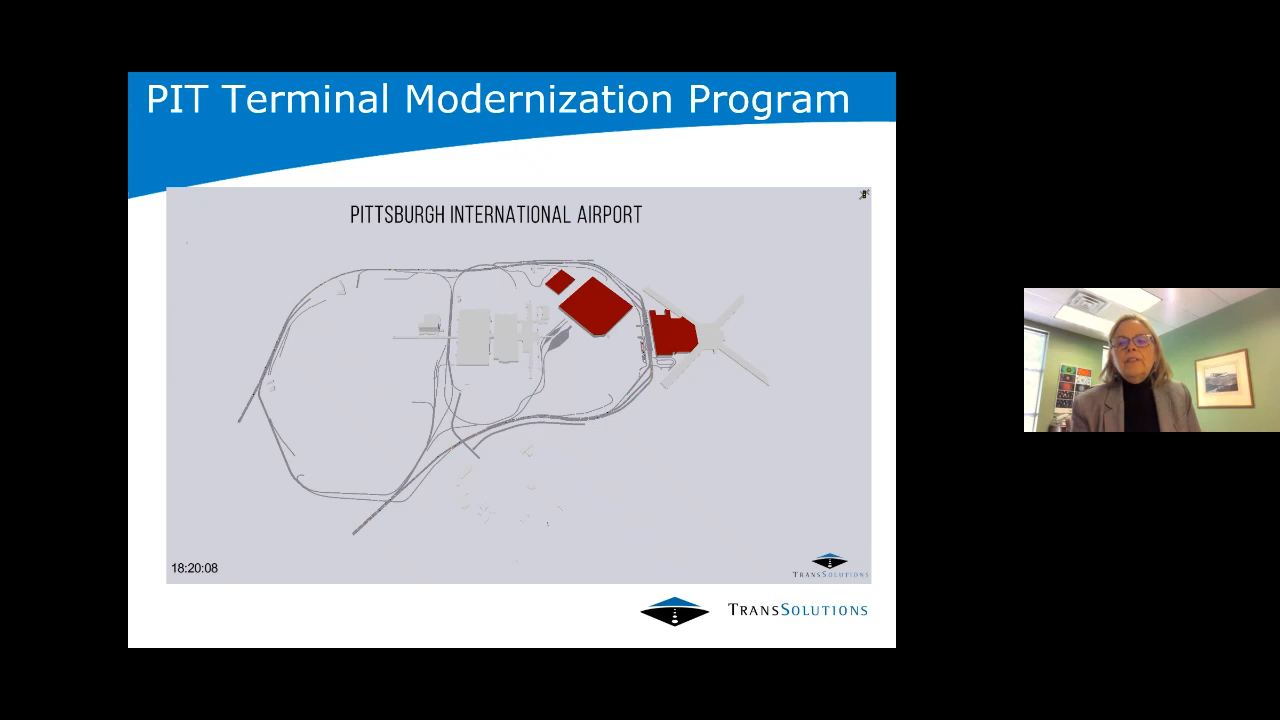 PIT Terminal Modernization Program
PITTSBURGH INTERNATIONAL AIRPORT
18:20:08
TRANSSOLUTIONS
TRANSSOLUTIONS